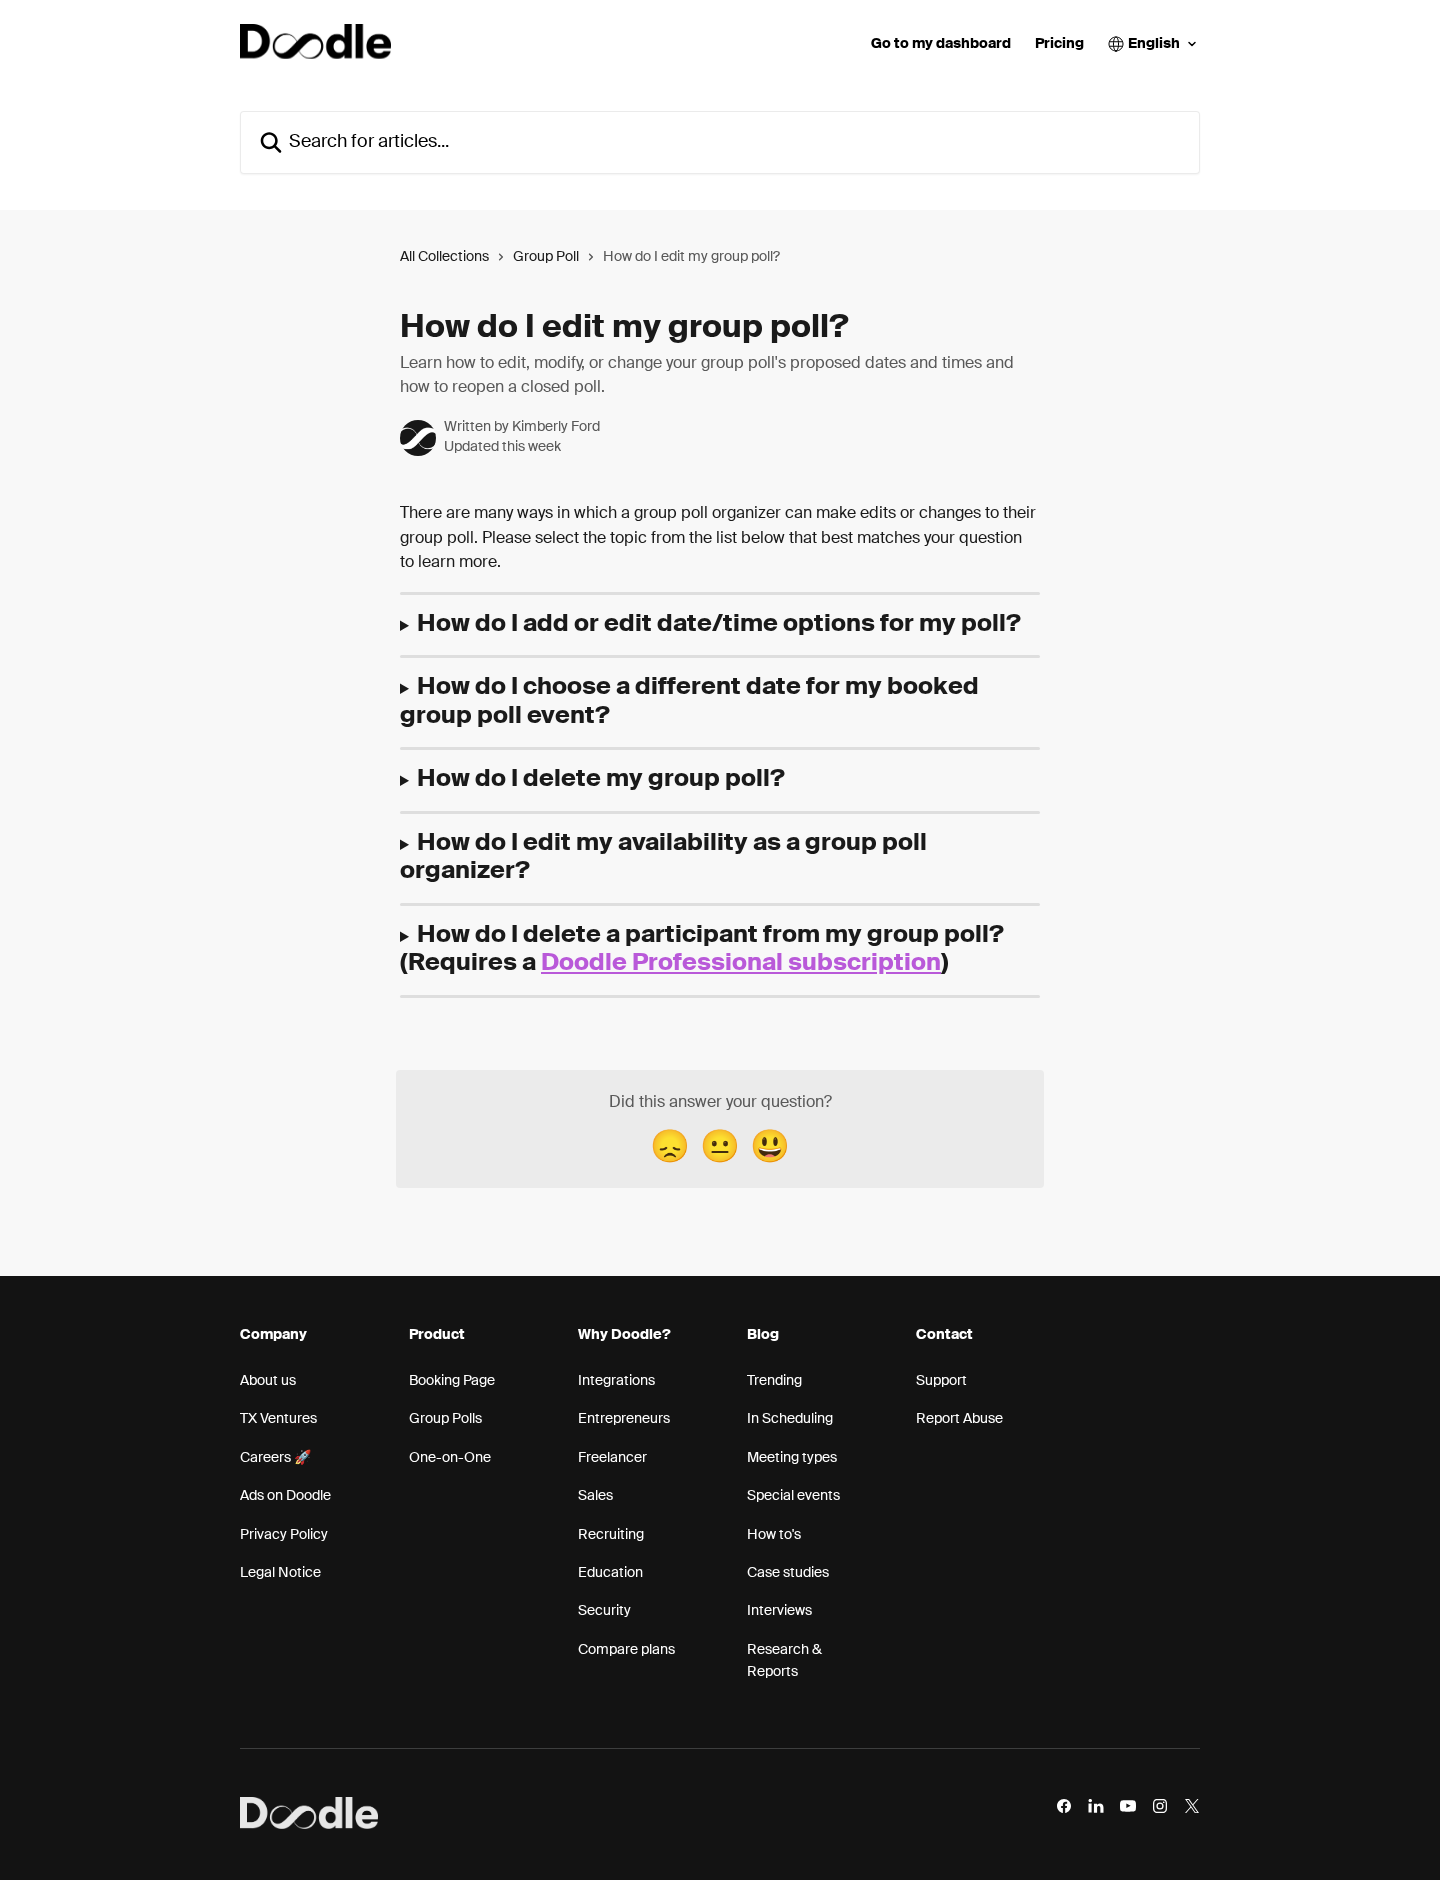 Doodle
Go to my dashboard
Pricing
English
Search for articles...
All Collections
Group Poll
How do I edit my group poll?
How do I edit my group poll?
Learn how to edit, modify, or change your group poll's proposed dates and times and
how to reopen a closed poll.
Written by Kimberly Ford
Updated this week
There are many ways in which a group poll organizer can make edits or changes to their
group poll. Please select the topic from the list below that best matches your question
to learn more.
How do I add or edit date/time options for my poll?
How do I choose a different date for my booked
group poll event?
How do I delete my group poll?
How do I edit my availability as a group poll
organizer?
How do I delete a participant from my group poll?
(Requires a Doodle Professional subscription)
Did this answer your question?
Company
About us
TX Ventures
Careers 🚀
Ads on Doodle
Privacy Policy
Legal Notice
Product
Booking Page
Group Polls
One-on-One
Why Doodle?
Integrations
Entrepreneurs
Freelancer
Sales
Recruiting
Education
Security
Compare plans
Blog
Trending
In Scheduling
Meeting types
Special events
How to's
Case studies
Interviews
Research &
Reports
Contact
Support
Report Abuse
Doodle